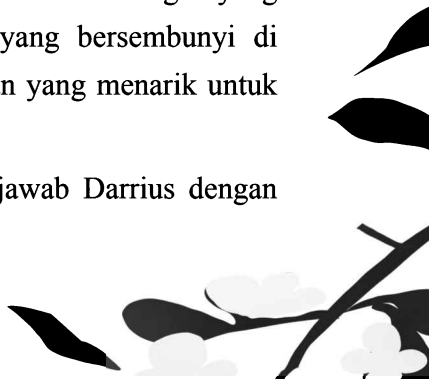 yang bersembunyi di
yang menarik untuk
jawab Darrius dengan